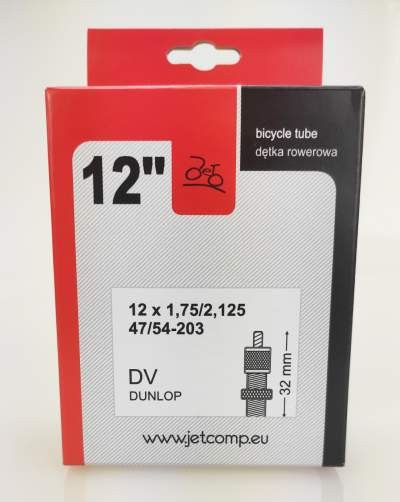 bicycle tube
dętka rowerowa
12"
Jet
12 x 1,75/2,125
47/54-203
DV
DUNLOP
32 mm
www.jetcomp.eu